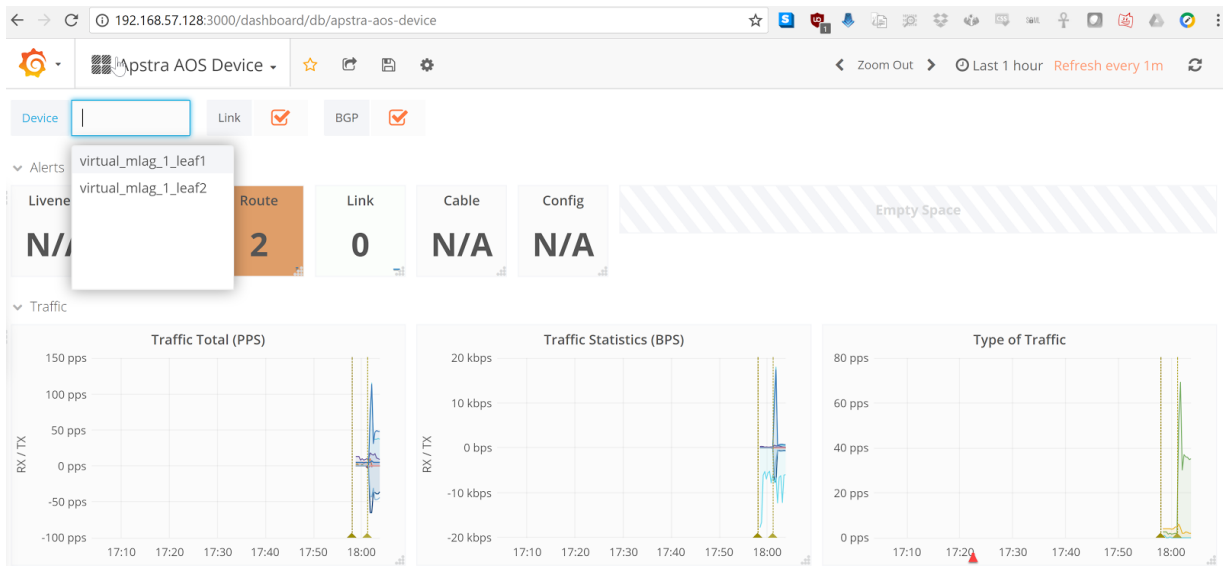 192.168.57.128:3000/dashboard/db/apstra-aos-device
Apstra AOS Device
Zoom Out
Last 1 hour Refresh every 1m
Device
Link
BGP
virtual_mlag_1_leaf1
virtual_mlag_1_leaf2
Alerts
Livene
Route
Link
Cable
Config
N/A
2
0
N/A
N/A
Empty Space
Traffic
Traffic Total (PPS)
150 pps
100 pps
50 pps
0 pps
-50 pps
-100 pps
RX / TX
17:10 17:20 17:30 17:40 17:50 18:00
Traffic Statistics (BPS)
20 kbps
10 kbps
0 bps
-10 kbps
-20 kbps
RX / TX
17:10 17:20 17:30 17:40 17:50 18:00
Type of Traffic
80 pps
60 pps
40 pps
20 pps
0 pps
17:10 17:20 17:30 17:40 17:50 18:00